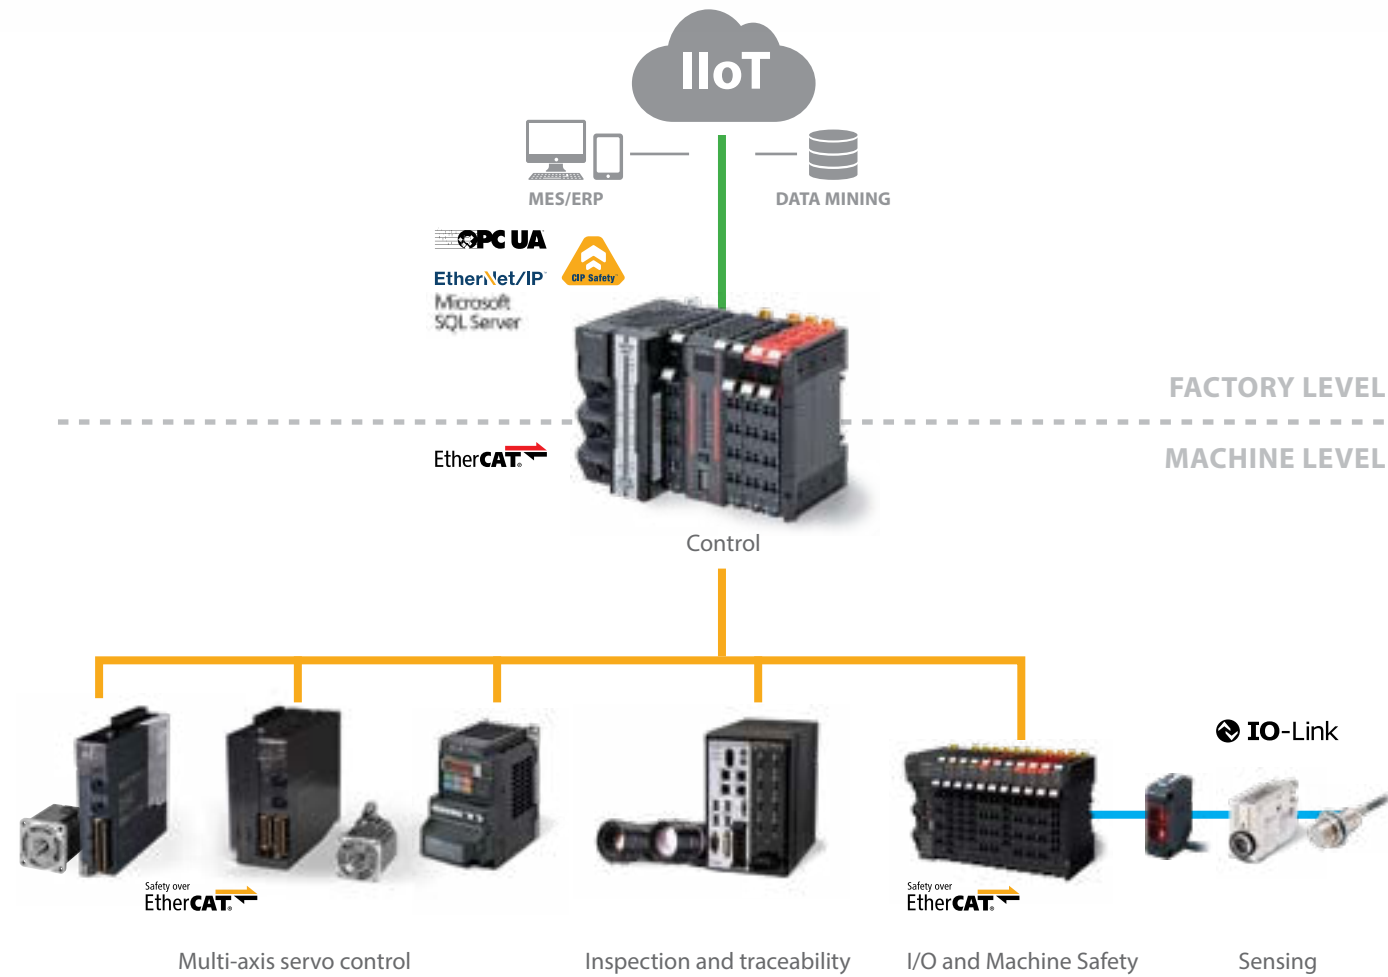 IIoT
MES/ERP
DATA MINING
OPC UA
EtherNet/IP
CIP Safety
Microsoft
SQL Server
FACTORY LEVEL
MACHINE LEVEL
EtherCAT®
Control
IO-Link
Safety over
EtherCAT®
Safety over
EtherCAT®
Multi-axis servo control
Inspection and traceability
I/O and Machine Safety
Sensing